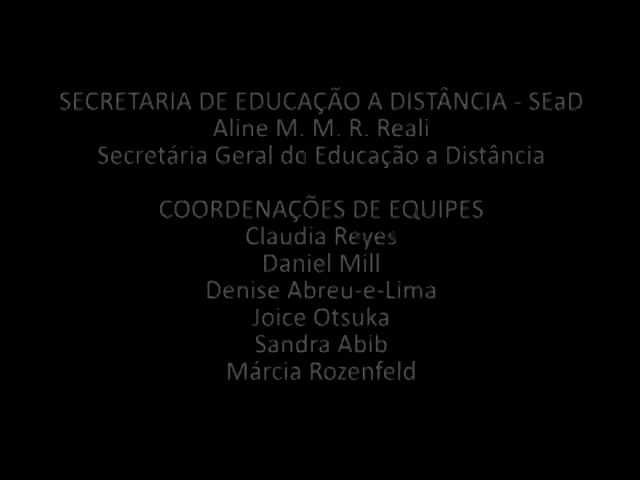 SECRETARIA DE EDUCAÇÃO A DISTÂNCIA - SEaD
Aline M. M. R. Reali
Secretária Geral de Educação a Distância
COORDENAÇÕES DE EQUIPES
Claudia Reyes
Daniel Mill
Denise Abreu-e-Lima
Joice Otsuka
Sandra Abib
Márcia Rozenfeld